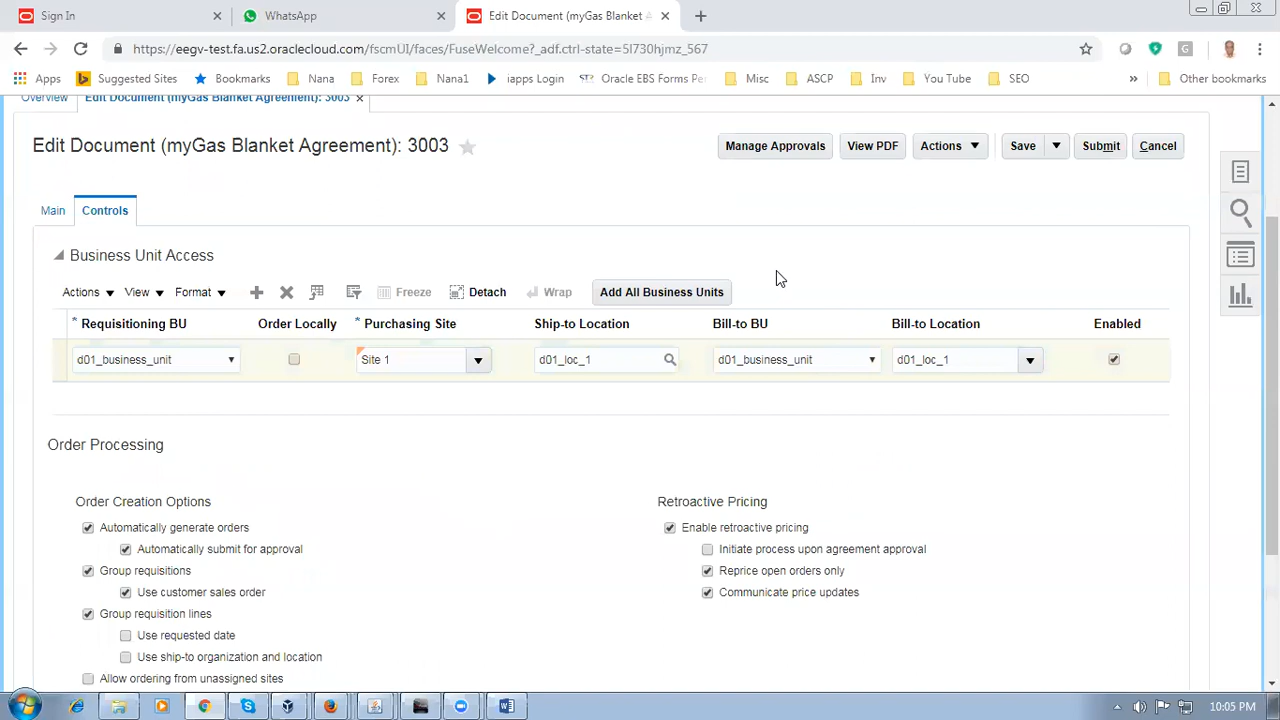 Sign In
WhatsApp
Edit Document (myGas Blanket A
https://eegv-test.fa.us2.oraclecloud.com/fscmUI/faces/FuseWelcome?_adf.ctrl-state=5l730hjmz_567
Apps Suggested Sites Bookmarks Nana Forex Nana1 iapps Login Oracle EBS Forms Pe Misc ASCP Inv You Tube SEO » Other bookmarks
Overview Edit Document (myGas Blanket Agreement): 3003
Edit Document (myGas Blanket Agreement): 3003
Manage Approvals View PDF Actions Save Submit Cancel
Main Controls
Business Unit Access
Actions View Format Freeze Detach Wrap Add All Business Units
* Requisitioning BU Order Locally * Purchasing Site Ship-to Location Bill-to BU Bill-to Location Enabled
d01_business_unit Site 1 d01_loc_1 d01_business_unit d01_loc_1
Order Processing
Order Creation Options
Automatically generate orders
Automatically submit for approval
Group requisitions
Use customer sales order
Group requisition lines
Use requested date
Use ship-to organization and location
Allow ordering from unassigned sites
Retroactive Pricing
Enable retroactive pricing
Initiate process upon agreement approval
Reprice open orders only
Communicate price updates
10:05 PM